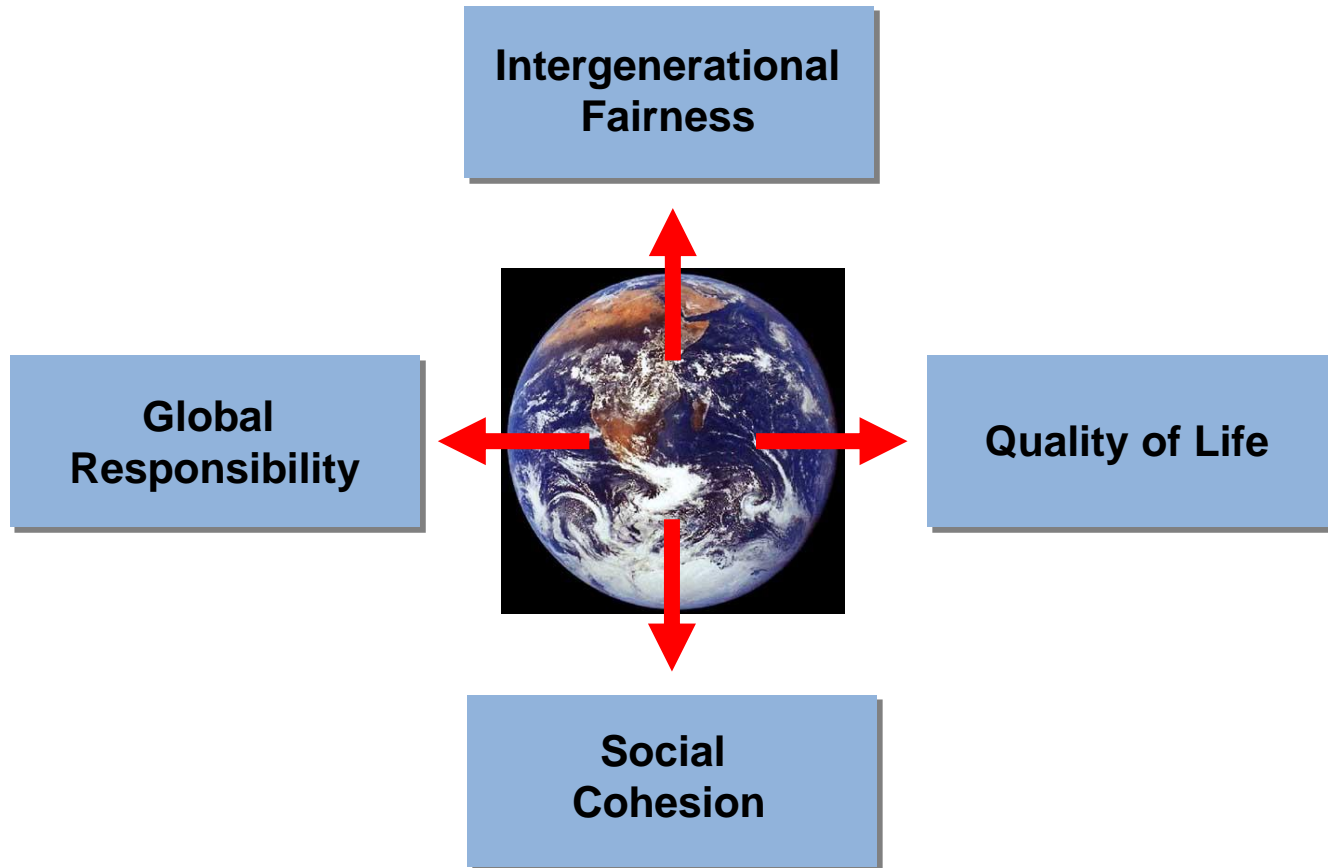 Intergenerational
Fairness
Global
Responsibility
Quality of Life
Social
Cohesion